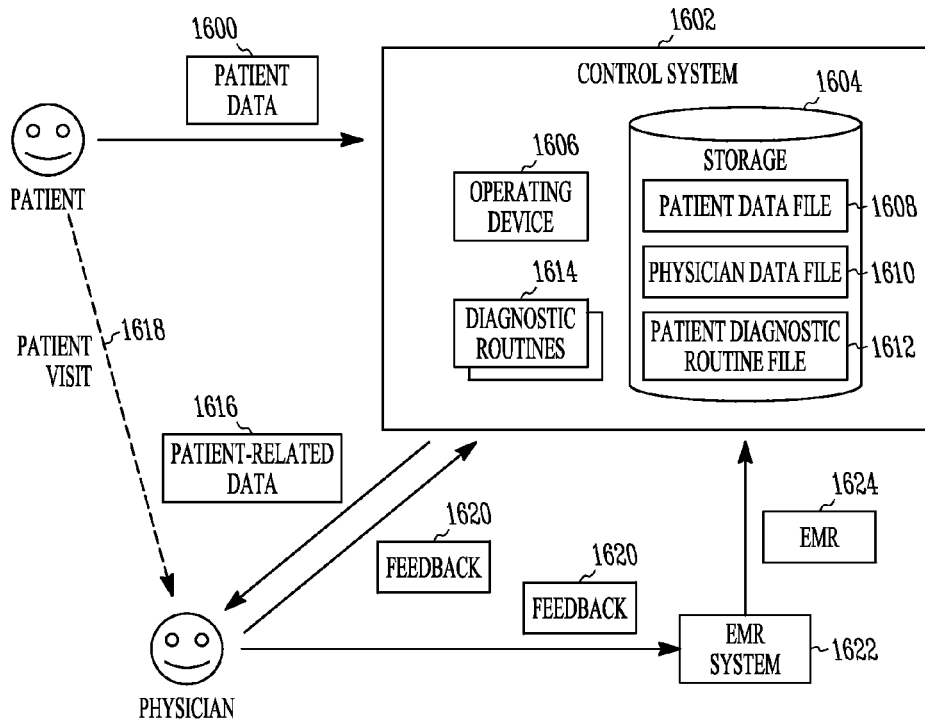 1600
PATIENT
DATA
1602
CONTROL SYSTEM
1604
STORAGE
PATIENT
1606
OPERATING
DEVICE
PATIENT DATA FILE
1608
PHYSICIAN DATA FILE
1610
1614
DIAGNOSTIC
ROUTINES
PATIENT DIAGNOSTIC
ROUTINE FILE
1612
1618
PATIENT
VISIT
1616
PATIENT-RELATED
DATA
1620
FEEDBACK
1620
FEEDBACK
1624
EMR
EMR
SYSTEM
1622
PHYSICIAN